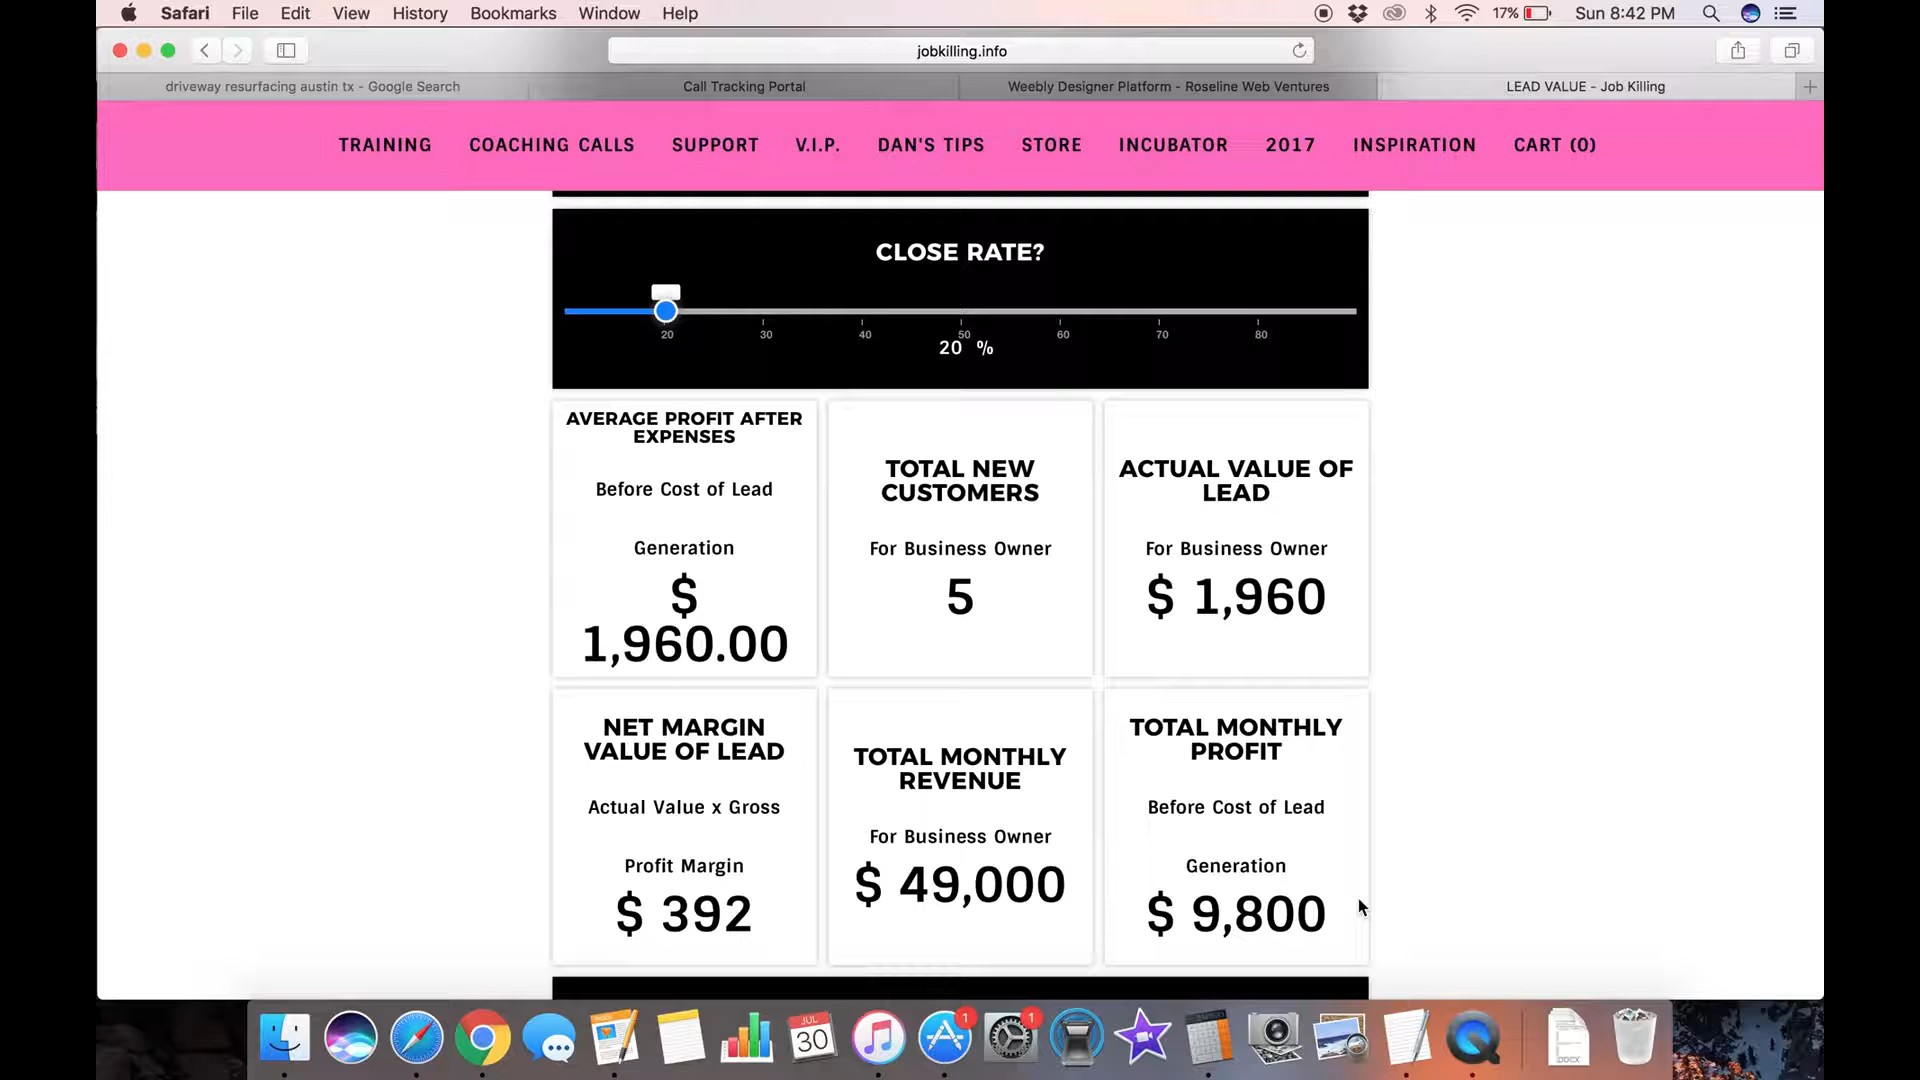 Safari File Edit View History Bookmarks Window Help 17% Sun 8:42 PM
jobkilling.info
driveway resurfacing austin tx - Google Search Call Tracking Portal Weebly Designer Platform - Roseline Web Ventures LEAD VALUE - Job Killing
TRAINING COACHING CALLS SUPPORT V.I.P. DAN'S TIPS STORE INCUBATOR 2017 INSPIRATION CART (0)
CLOSE RATE?
20 30 40 50 60 70 80
20 %
AVERAGE PROFIT AFTER
EXPENSES
Before Cost of Lead
Generation
$
1,960.00
TOTAL NEW
CUSTOMERS
For Business Owner
5
ACTUAL VALUE OF
LEAD
For Business Owner
$ 1,960
NET MARGIN
VALUE OF LEAD
Actual Value x Gross
Profit Margin
$ 392
TOTAL MONTHLY
REVENUE
For Business Owner
$ 49,000
TOTAL MONTHLY
PROFIT
Before Cost of Lead
Generation
$ 9,800
JUL
30
1
1
DOCX